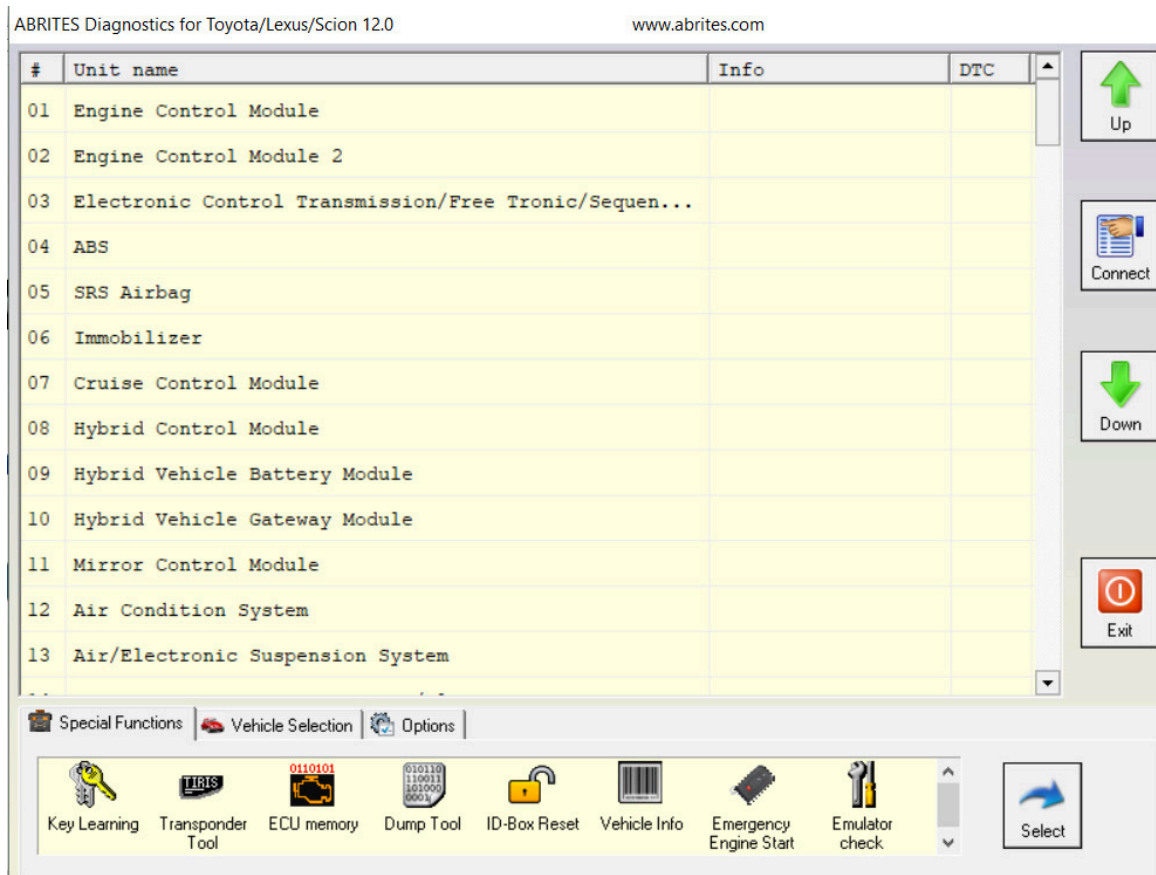 ABRITES Diagnostics for Toyota/Lexus/Scion 12.0 www.abrites.com
# Unit name Info DTC
01 Engine Control Module
02 Engine Control Module 2
03 Electronic Control Transmission/Free Tronic/Sequen...
04 ABS
05 SRS Airbag
06 Immobilizer
07 Cruise Control Module
08 Hybrid Control Module
09 Hybrid Vehicle Battery Module
10 Hybrid Vehicle Gateway Module
11 Mirror Control Module
12 Air Condition System
13 Air/Electronic Suspension System
Up
Connect
Down
Exit
Special Functions Vehicle Selection Options
TIRIS
0110101
010110
110011
101000
0001
Key Learning
Transponder
Tool
ECU memory
Dump Tool
ID-Box Reset
Vehicle Info
Emergency
Engine Start
Emulator
check
Select